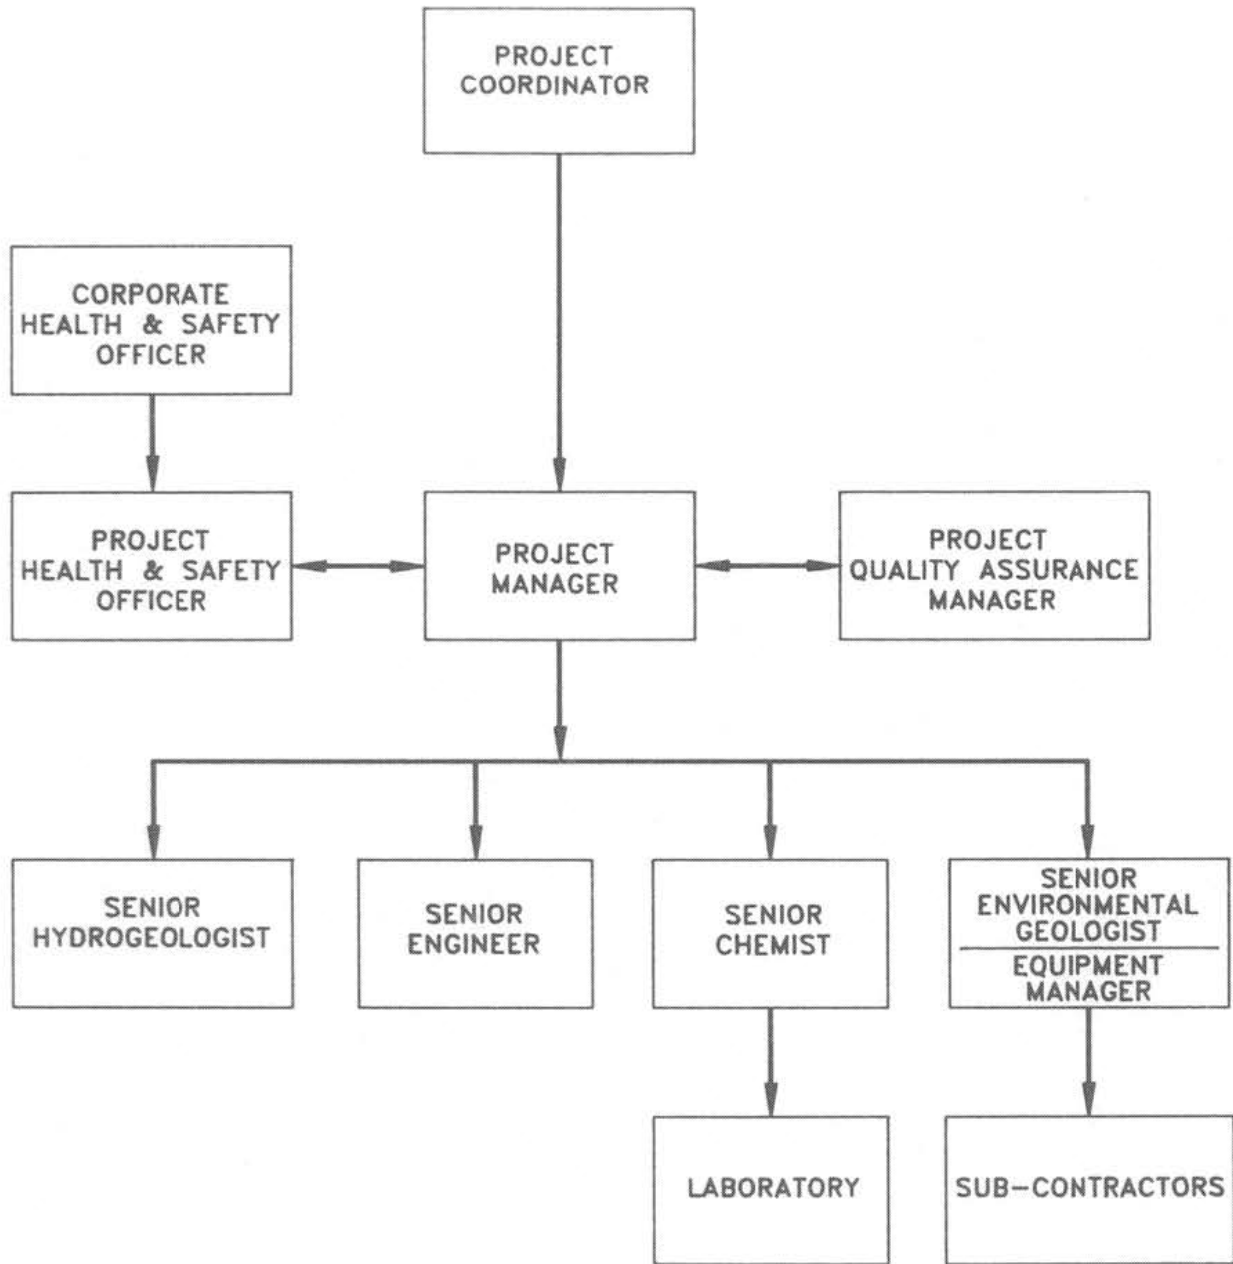 PROJECT
COORDINATOR
CORPORATE
HEALTH & SAFETY
OFFICER
PROJECT
HEALTH & SAFETY
OFFICER
PROJECT
MANAGER
PROJECT
QUALITY ASSURANCE
MANAGER
SENIOR
HYDROGEOLOGIST
SENIOR
ENGINEER
SENIOR
CHEMIST
SENIOR
ENVIRONMENTAL
GEOLOGIST
EQUIPMENT
MANAGER
LABORATORY
SUB-CONTRACTORS